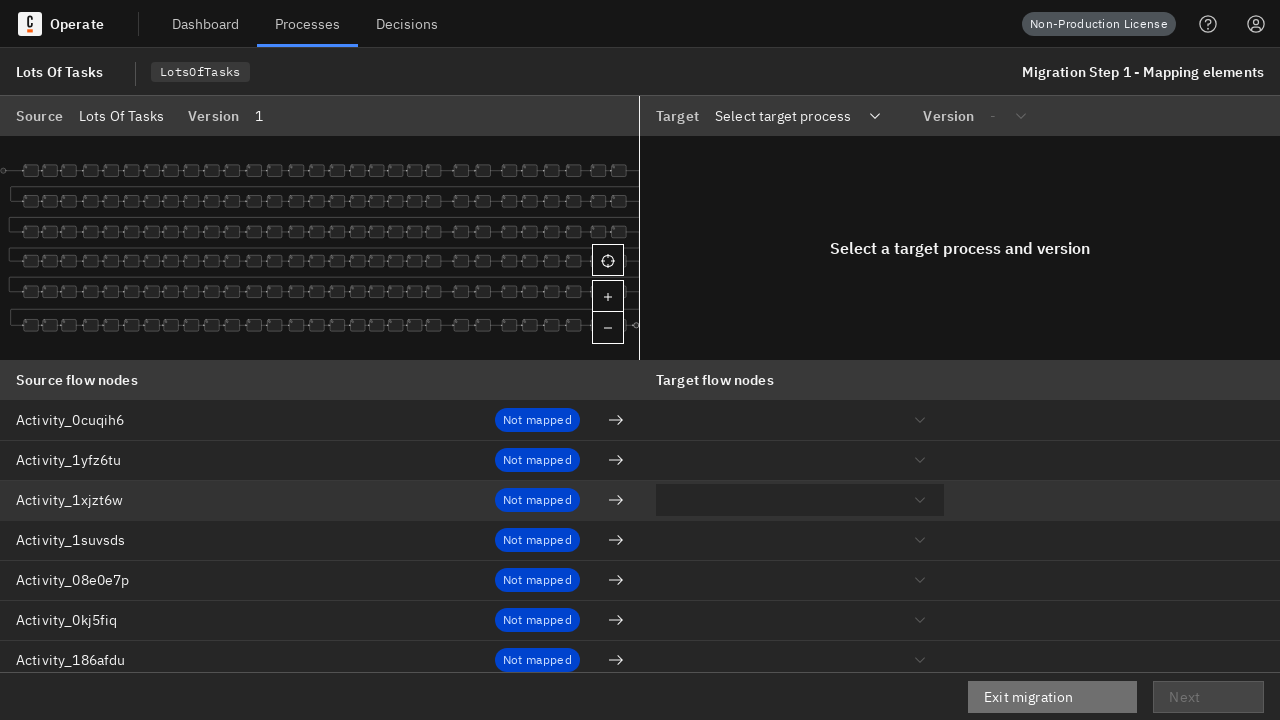 Operate
Dashboard
Processes
Decisions
Non-Production License
Lots Of Tasks
LotsOfTasks
Migration Step 1 - Mapping elements
Source Lots Of Tasks Version 1
Target Select target process Version -
Select a target process and version
Source flow nodes
Target flow nodes
Activity_0cuqih6 Not mapped
Activity_1yfz6tu Not mapped
Activity_1xjzt6w Not mapped
Activity_1suvsds Not mapped
Activity_08e0e7p Not mapped
Activity_0kj5fiq Not mapped
Activity_186afdu Not mapped
Exit migration
Next